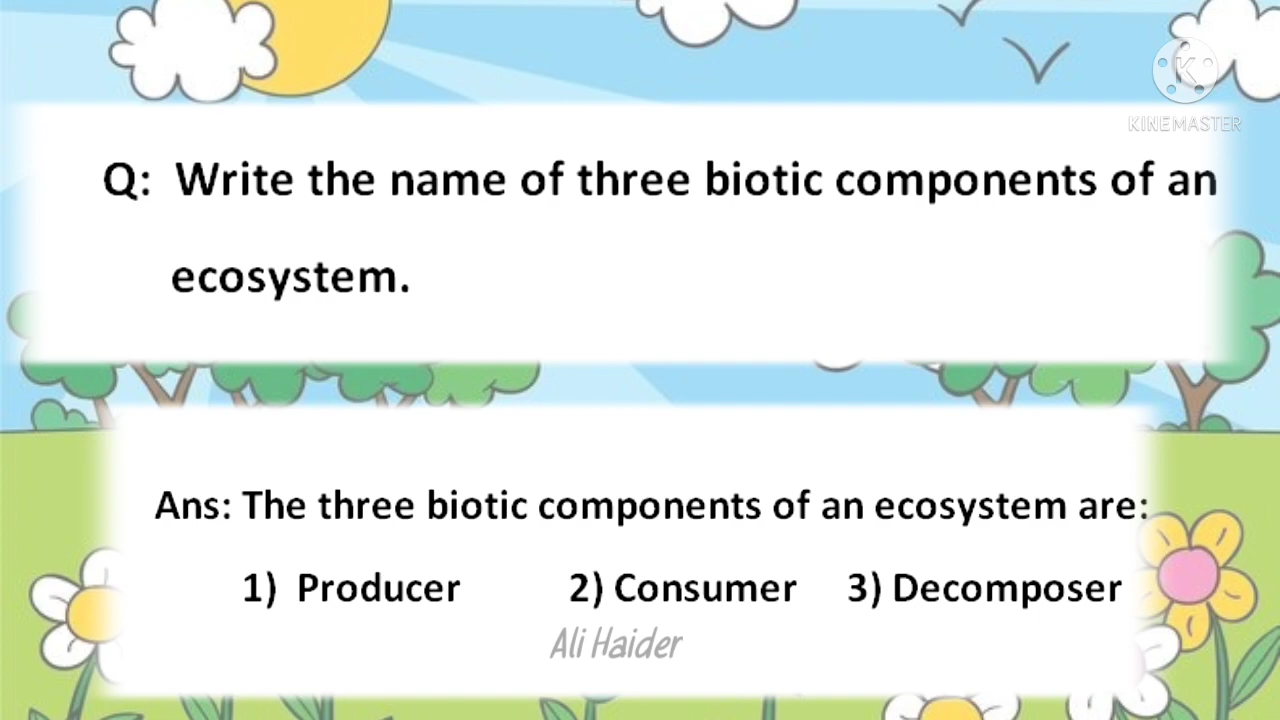 KINEMASTER
Q: Write the name of three biotic components of an
ecosystem.
Ans: The three biotic components of an ecosystem are:
1) Producer 2) Consumer 3) Decomposer
Ali Haider